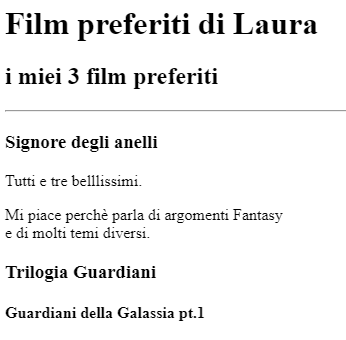 Film preferiti di Laura
i miei 3 film preferiti
Signore degli anelli
Tutti e tre belllissimi.
Mi piace perchè parla di argomenti Fantasy
e di molti temi diversi.
Trilogia Guardiani
Guardiani della Galassia pt.1